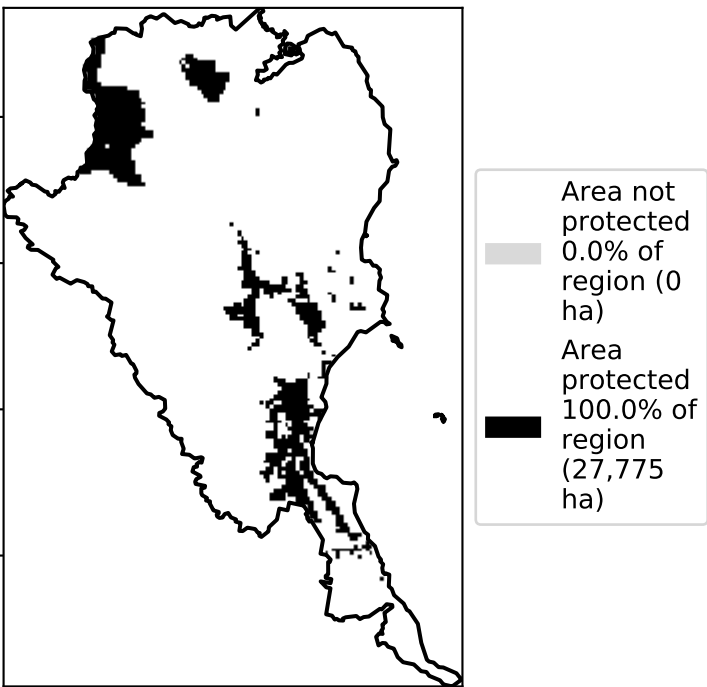 Area not
protected
0.0% of
region (0
ha)
Area
protected
100.0% of
region
(27,775
ha)